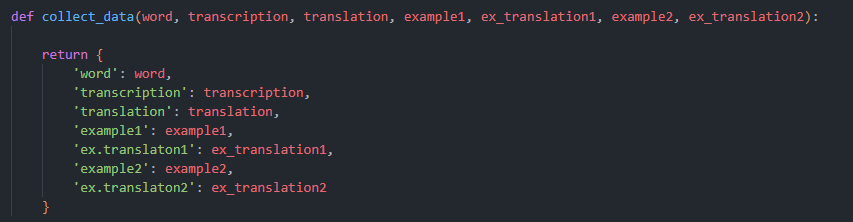 def collect_data(word, transcription, translation, example1, ex_translation1, example2, ex_translation2):
return {
'word': word,
'transcription': transcription,
'translation': translation,
'example1': example1,
'ex.translaton1': ex_translation1,
'example2': example2,
'ex.translaton2': ex_translation2
}